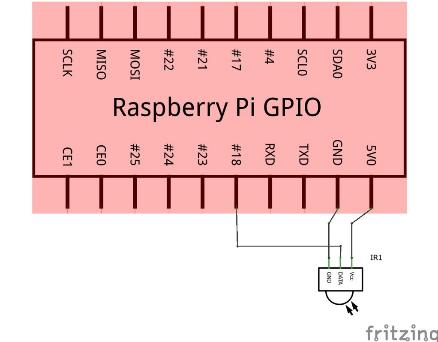 SCLK
MISO
MOSI
#22
#21
#17
#4
SCL0
SDA0
3V3
Raspberry Pi GPIO
CE1
CE0
#25
#24
#23
#18
RXD
TXD
GND
5V0
IR1
GND
DATA
Vcc
fritzing